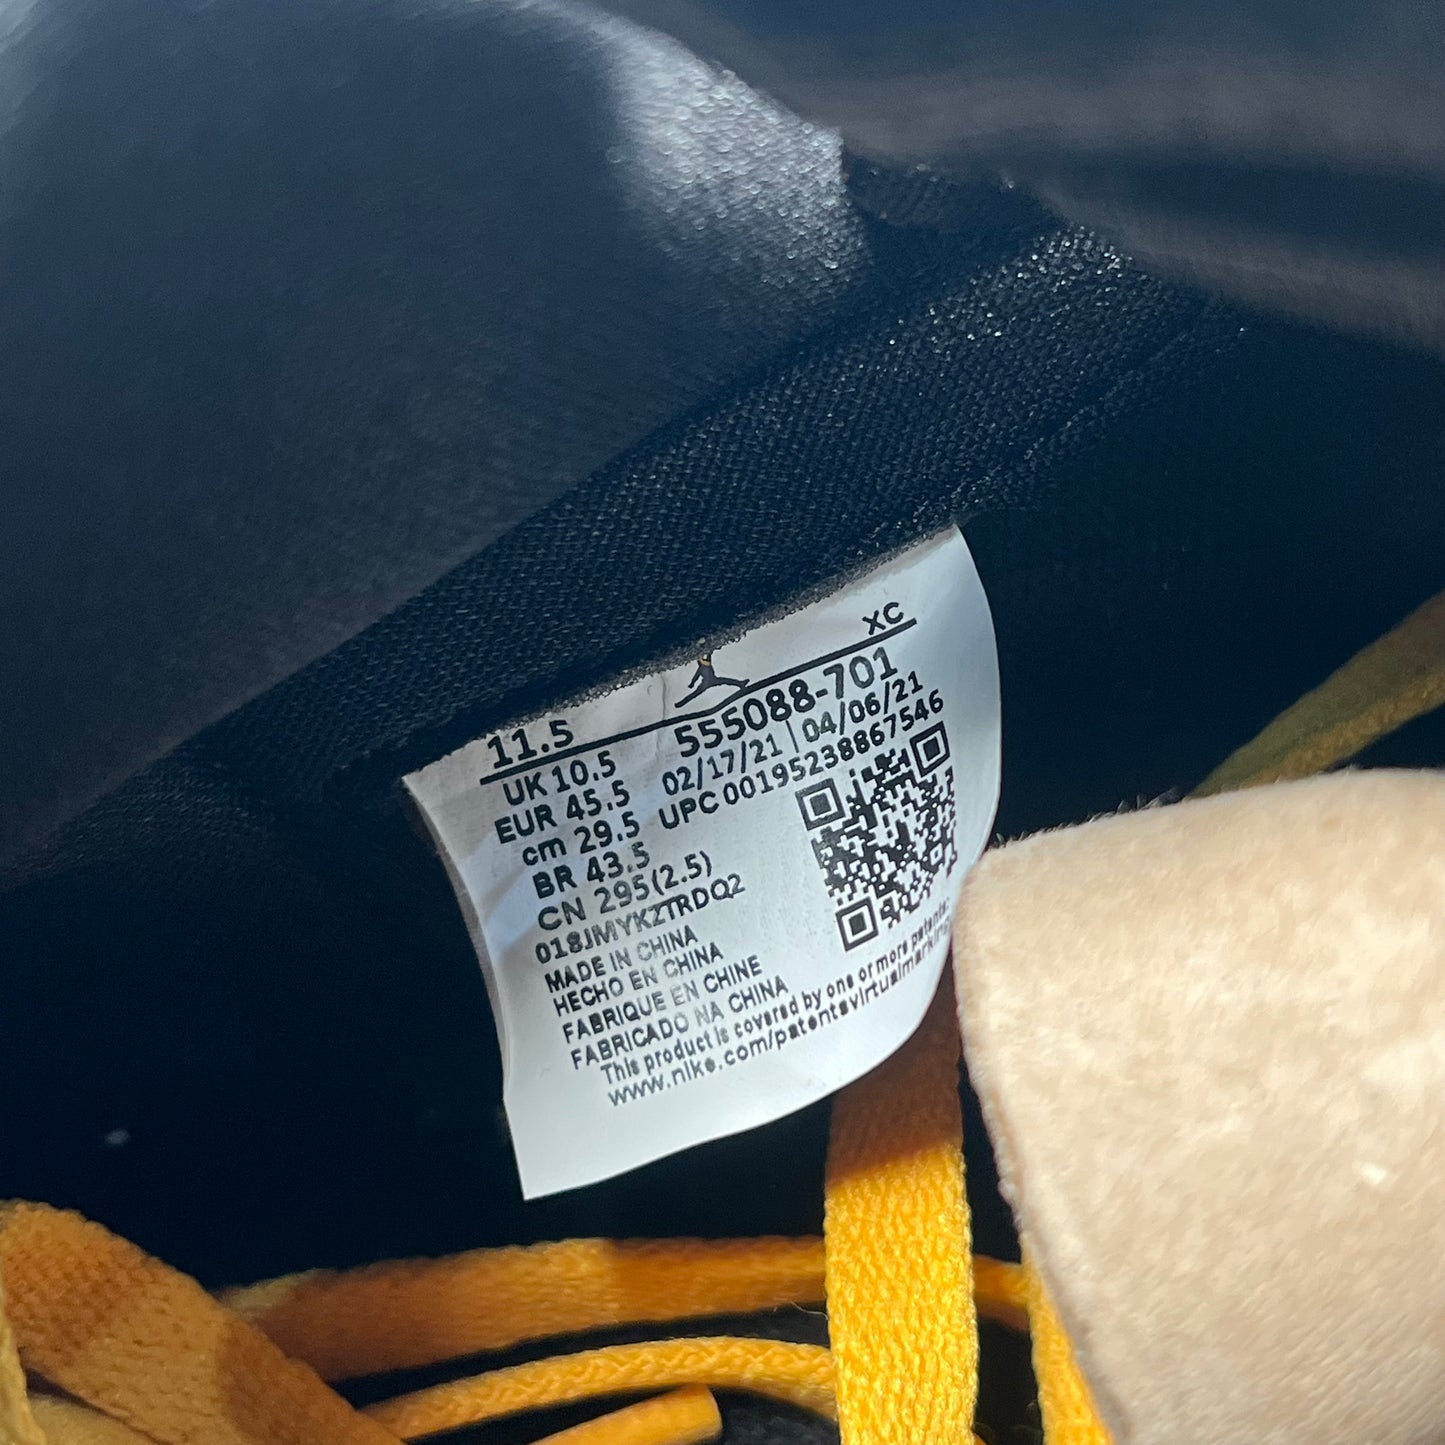 11.5 XC
UK 10.5 555088-701
EUR 45.5 02/17/21 | 04/06/21
cm 29.5 UPC 00195238867546
BR 43.5
CN 295(2.5)
018JMYKZTRDQ2
MADE IN CHINA
HECHO EN CHINA
FABRIQUE EN CHINE
FABRICADO NA CHINA
This product is covered by one or more patents:
www.nike.com/patentsvirtualmarking